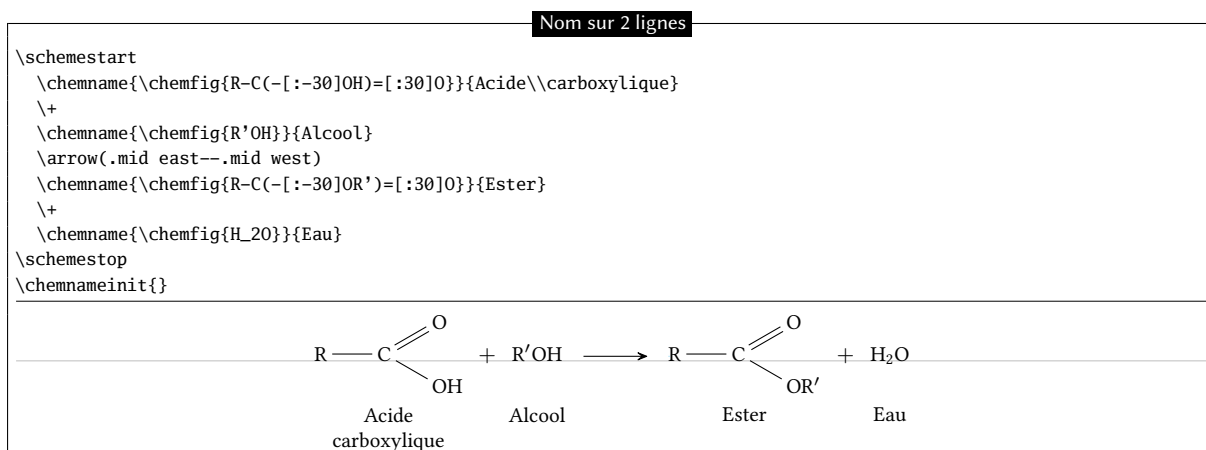 Nom sur 2 lignes
\schemestart
  \chemname{\chemfig{R-C(-[:-30]OH)=[:30]O}}{Acide\\carboxylique}
  \+
  \chemname{\chemfig{R'OH}}{Alcool}
  \arrow(.mid east--.mid west)
  \chemname{\chemfig{R-C(-[:-30]OR')=[:30]O}}{Ester}
  \+
  \chemname{\chemfig{H_2O}}{Eau}
\schemestop
\chemnameinit{}
O O
R C + R′OH R C + H₂O
OH OR′
Acide Alcool Ester Eau
carboxylique